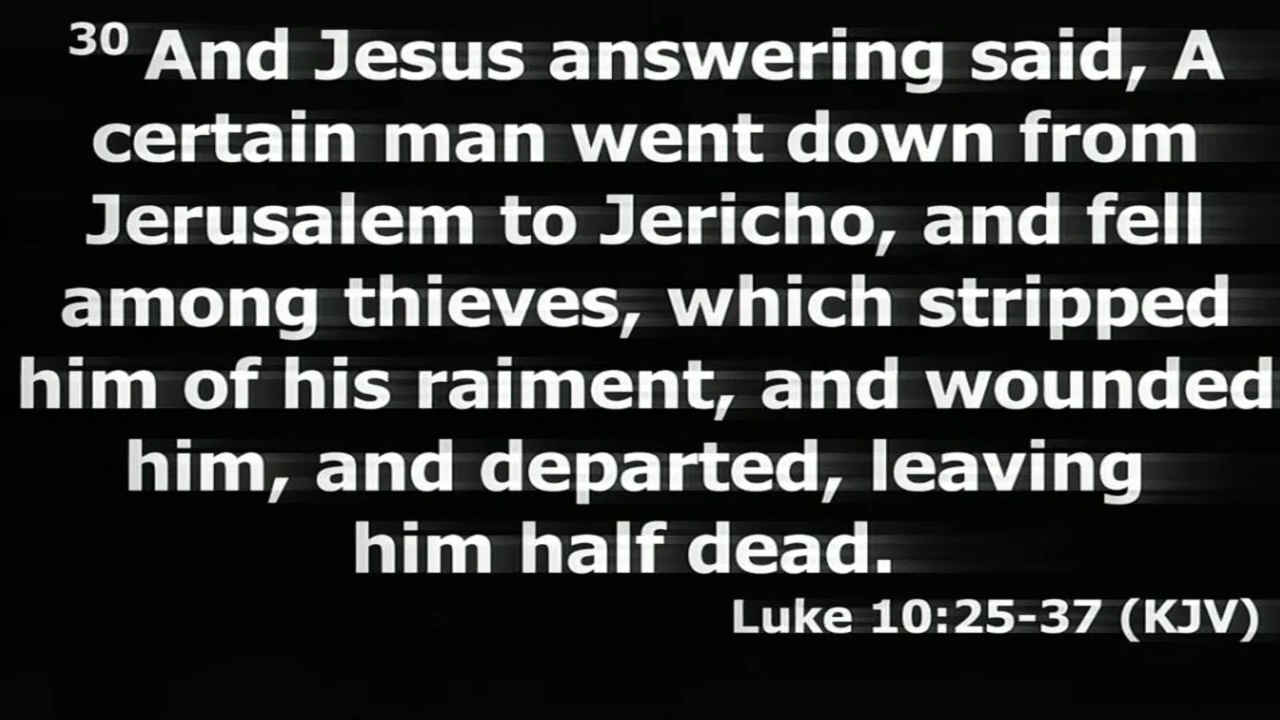 30 And Jesus answering said, A
certain man went down from
Jerusalem to Jericho, and fell
among thieves, which stripped
him of his raiment, and wounded
him, and departed, leaving
him half dead.
Luke 10:25-37 (KJV)